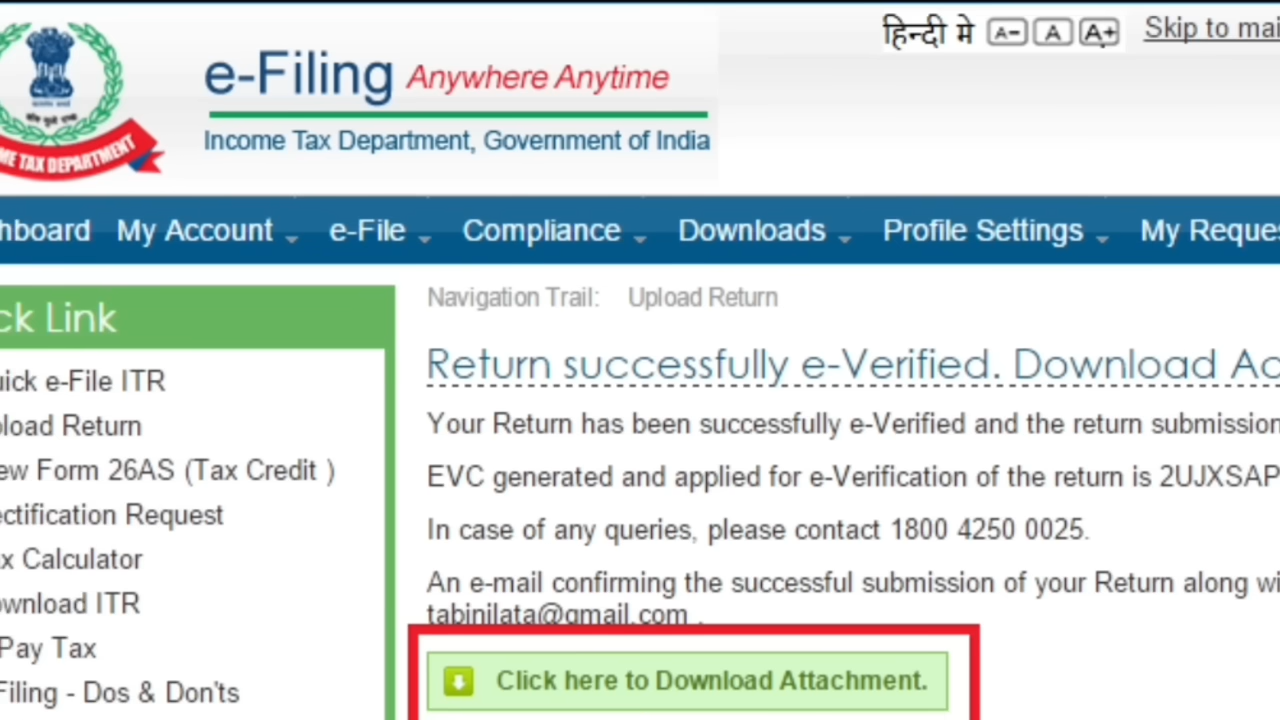 हिन्दी मे A- A A+ Skip to mai
e-Filing Anywhere Anytime
Income Tax Department, Government of India
ME TAX DEPARTMENT
hboard My Account e-File Compliance Downloads Profile Settings My Reque
Navigation Trail: Upload Return
ck Link
Return successfully e-Verified. Download A
uick e-File ITR
Your Return has been successfully e-Verified and the return submission
pload Return
ew Form 26AS (Tax Credit )
EVC generated and applied for e-Verification of the return is 2UJXSAP
ectification Request
In case of any queries, please contact 1800 4250 0025.
x Calculator
An e-mail confirming the successful submission of your Return along wi
ownload ITR
tabinilata@gmail.com .
Pay Tax
Click here to Download Attachment.
Filing - Dos & Don'ts